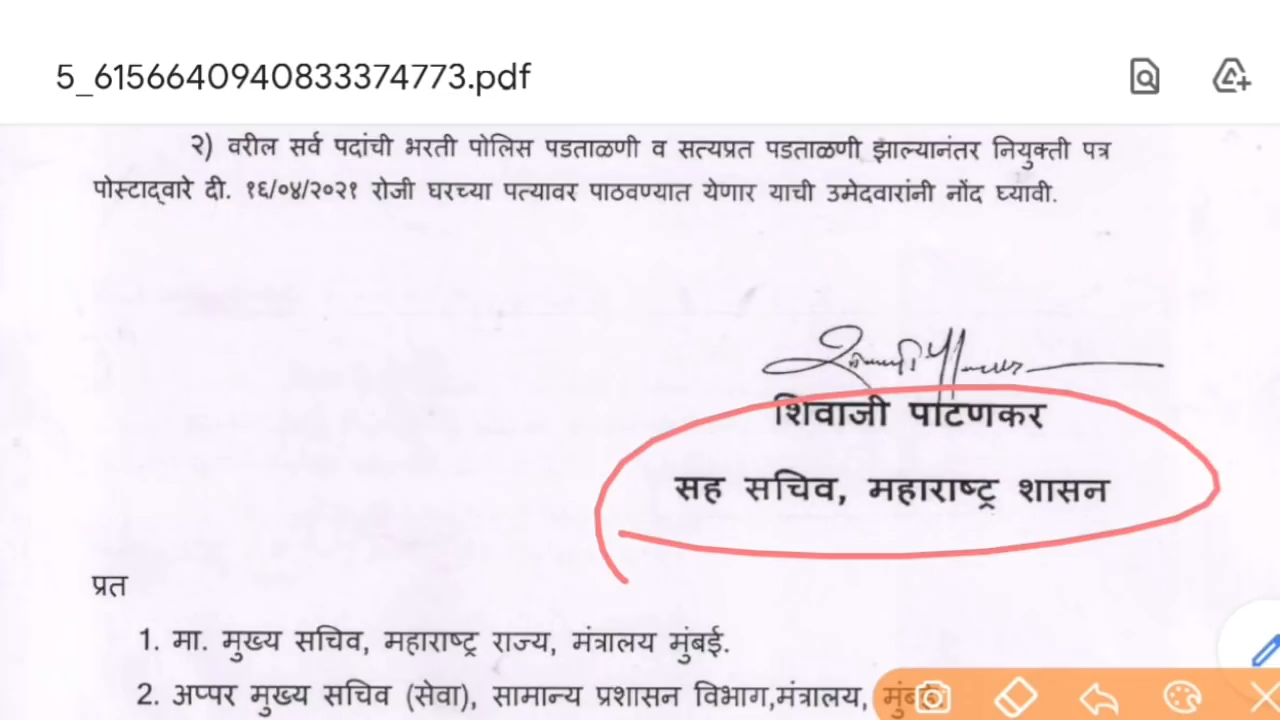 5_6156640940833374773.pdf
२) वरील सर्व पदांची भरती पोलिस पडताळणी व सत्यप्रत पडताळणी झाल्यानंतर नियुक्ती पत्र
पोस्टाद्वारे दी. १६/०४/२०२१ रोजी घरच्या पत्यावर पाठवण्यात येणार याची उमेदवारांनी नोंद घ्यावी.
शिवाजी पाटणकर
सह सचिव, महाराष्ट्र शासन
प्रत
1. मा. मुख्य सचिव, महाराष्ट्र राज्य, मंत्रालय मुंबई.
2. अप्पर मुख्य सचिव (सेवा), सामान्य प्रशासन विभाग,मंत्रालय,